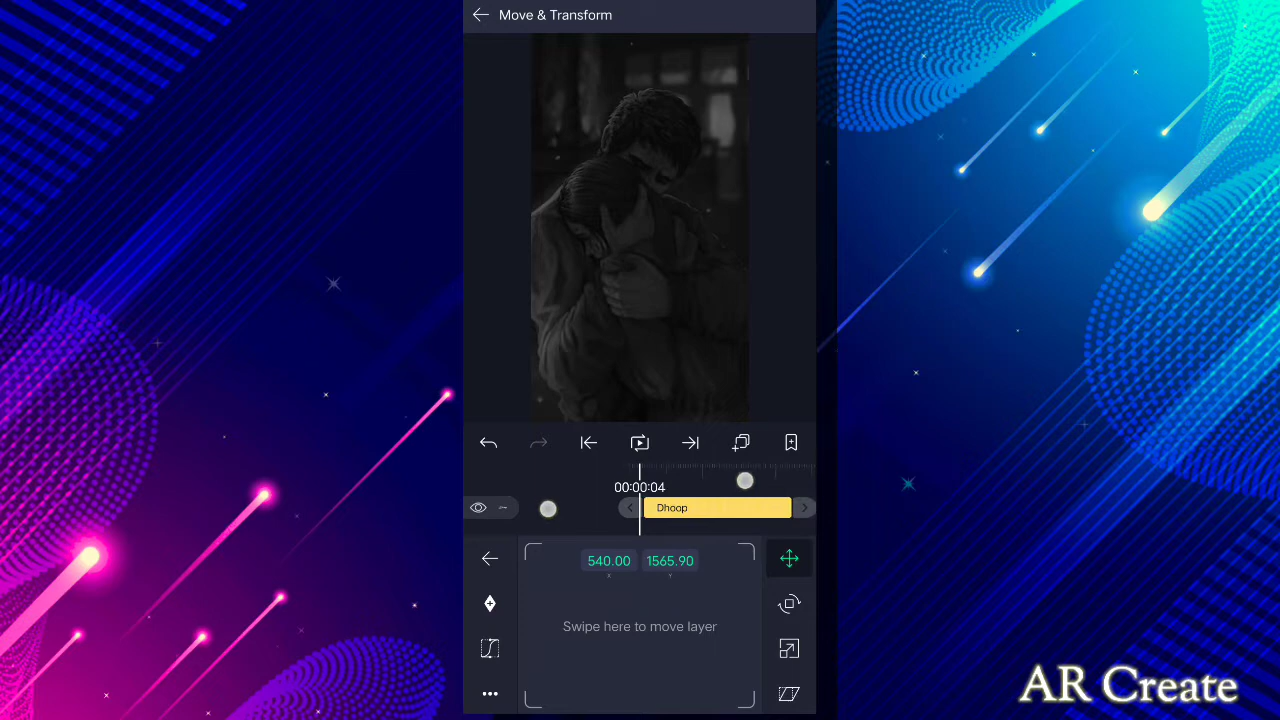 Move & Transform
00:00:04
Dhoop
540.00 1565.90
X Y
Swipe here to move layer
AR Create